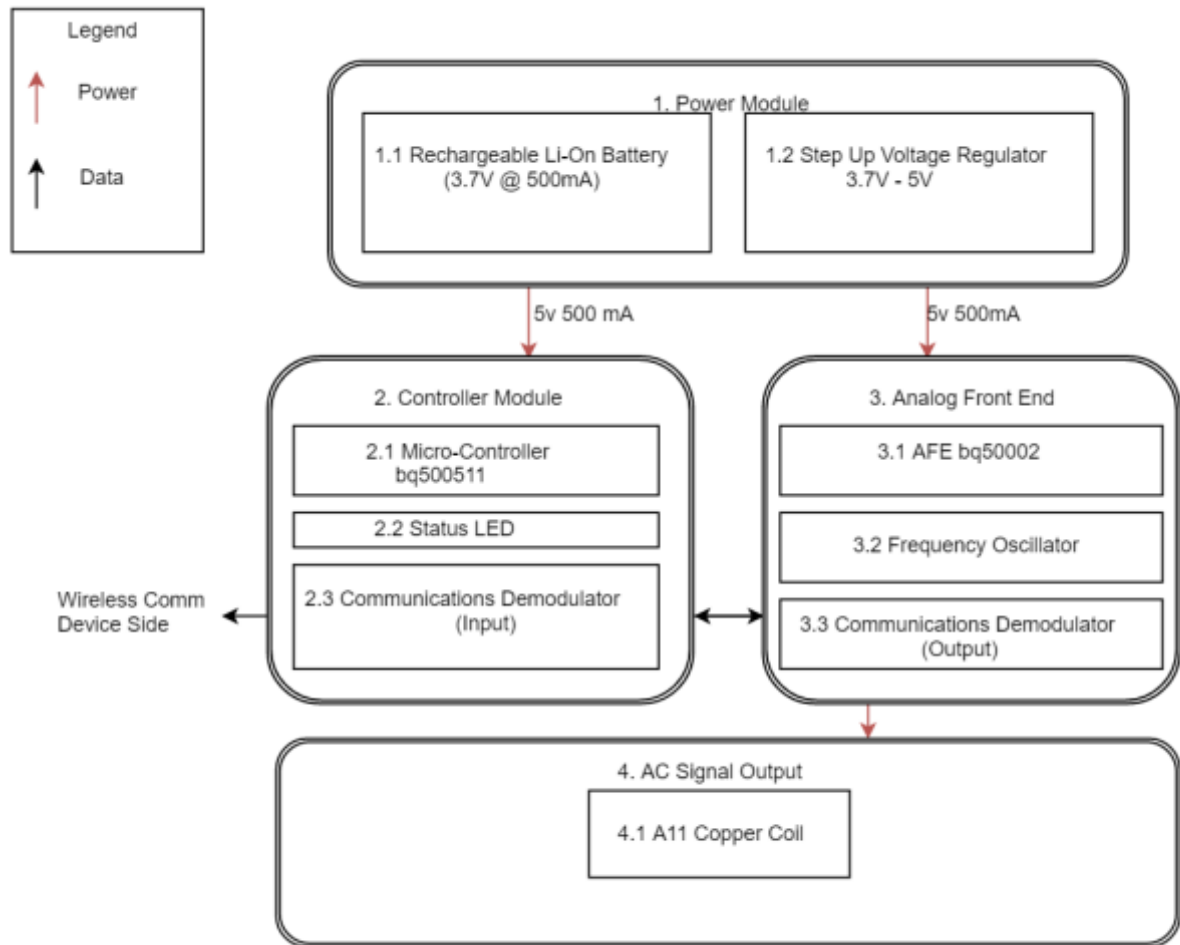 Legend
Power
Data
1. Power Module
1.1 Rechargeable Li-On Battery
(3.7V @ 500mA)
1.2 Step Up Voltage Regulator
3.7V - 5V
5v 500 mA
5v 500mA
2. Controller Module
2.1 Micro-Controller
bq500511
2.2 Status LED
2.3 Communications Demodulator
(Input)
Wireless Comm
Device Side
3. Analog Front End
3.1 AFE bq50002
3.2 Frequency Oscillator
3.3 Communications Demodulator
(Output)
4. AC Signal Output
4.1 A11 Copper Coil